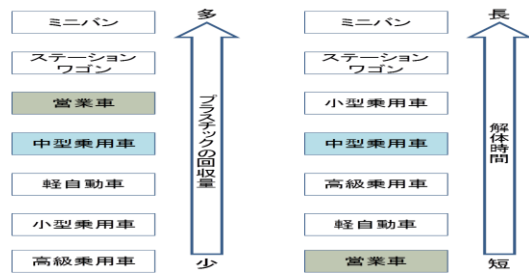 多
ミニバン
ステーション
ワゴン
営業車
中型乗用車
軽自動車
小型乗用車
高級乗用車
プラスチックの回収量
少
長
ミニバン
ステーション
ワゴン
小型乗用車
中型乗用車
高級乗用車
軽自動車
営業車
解体時間
短